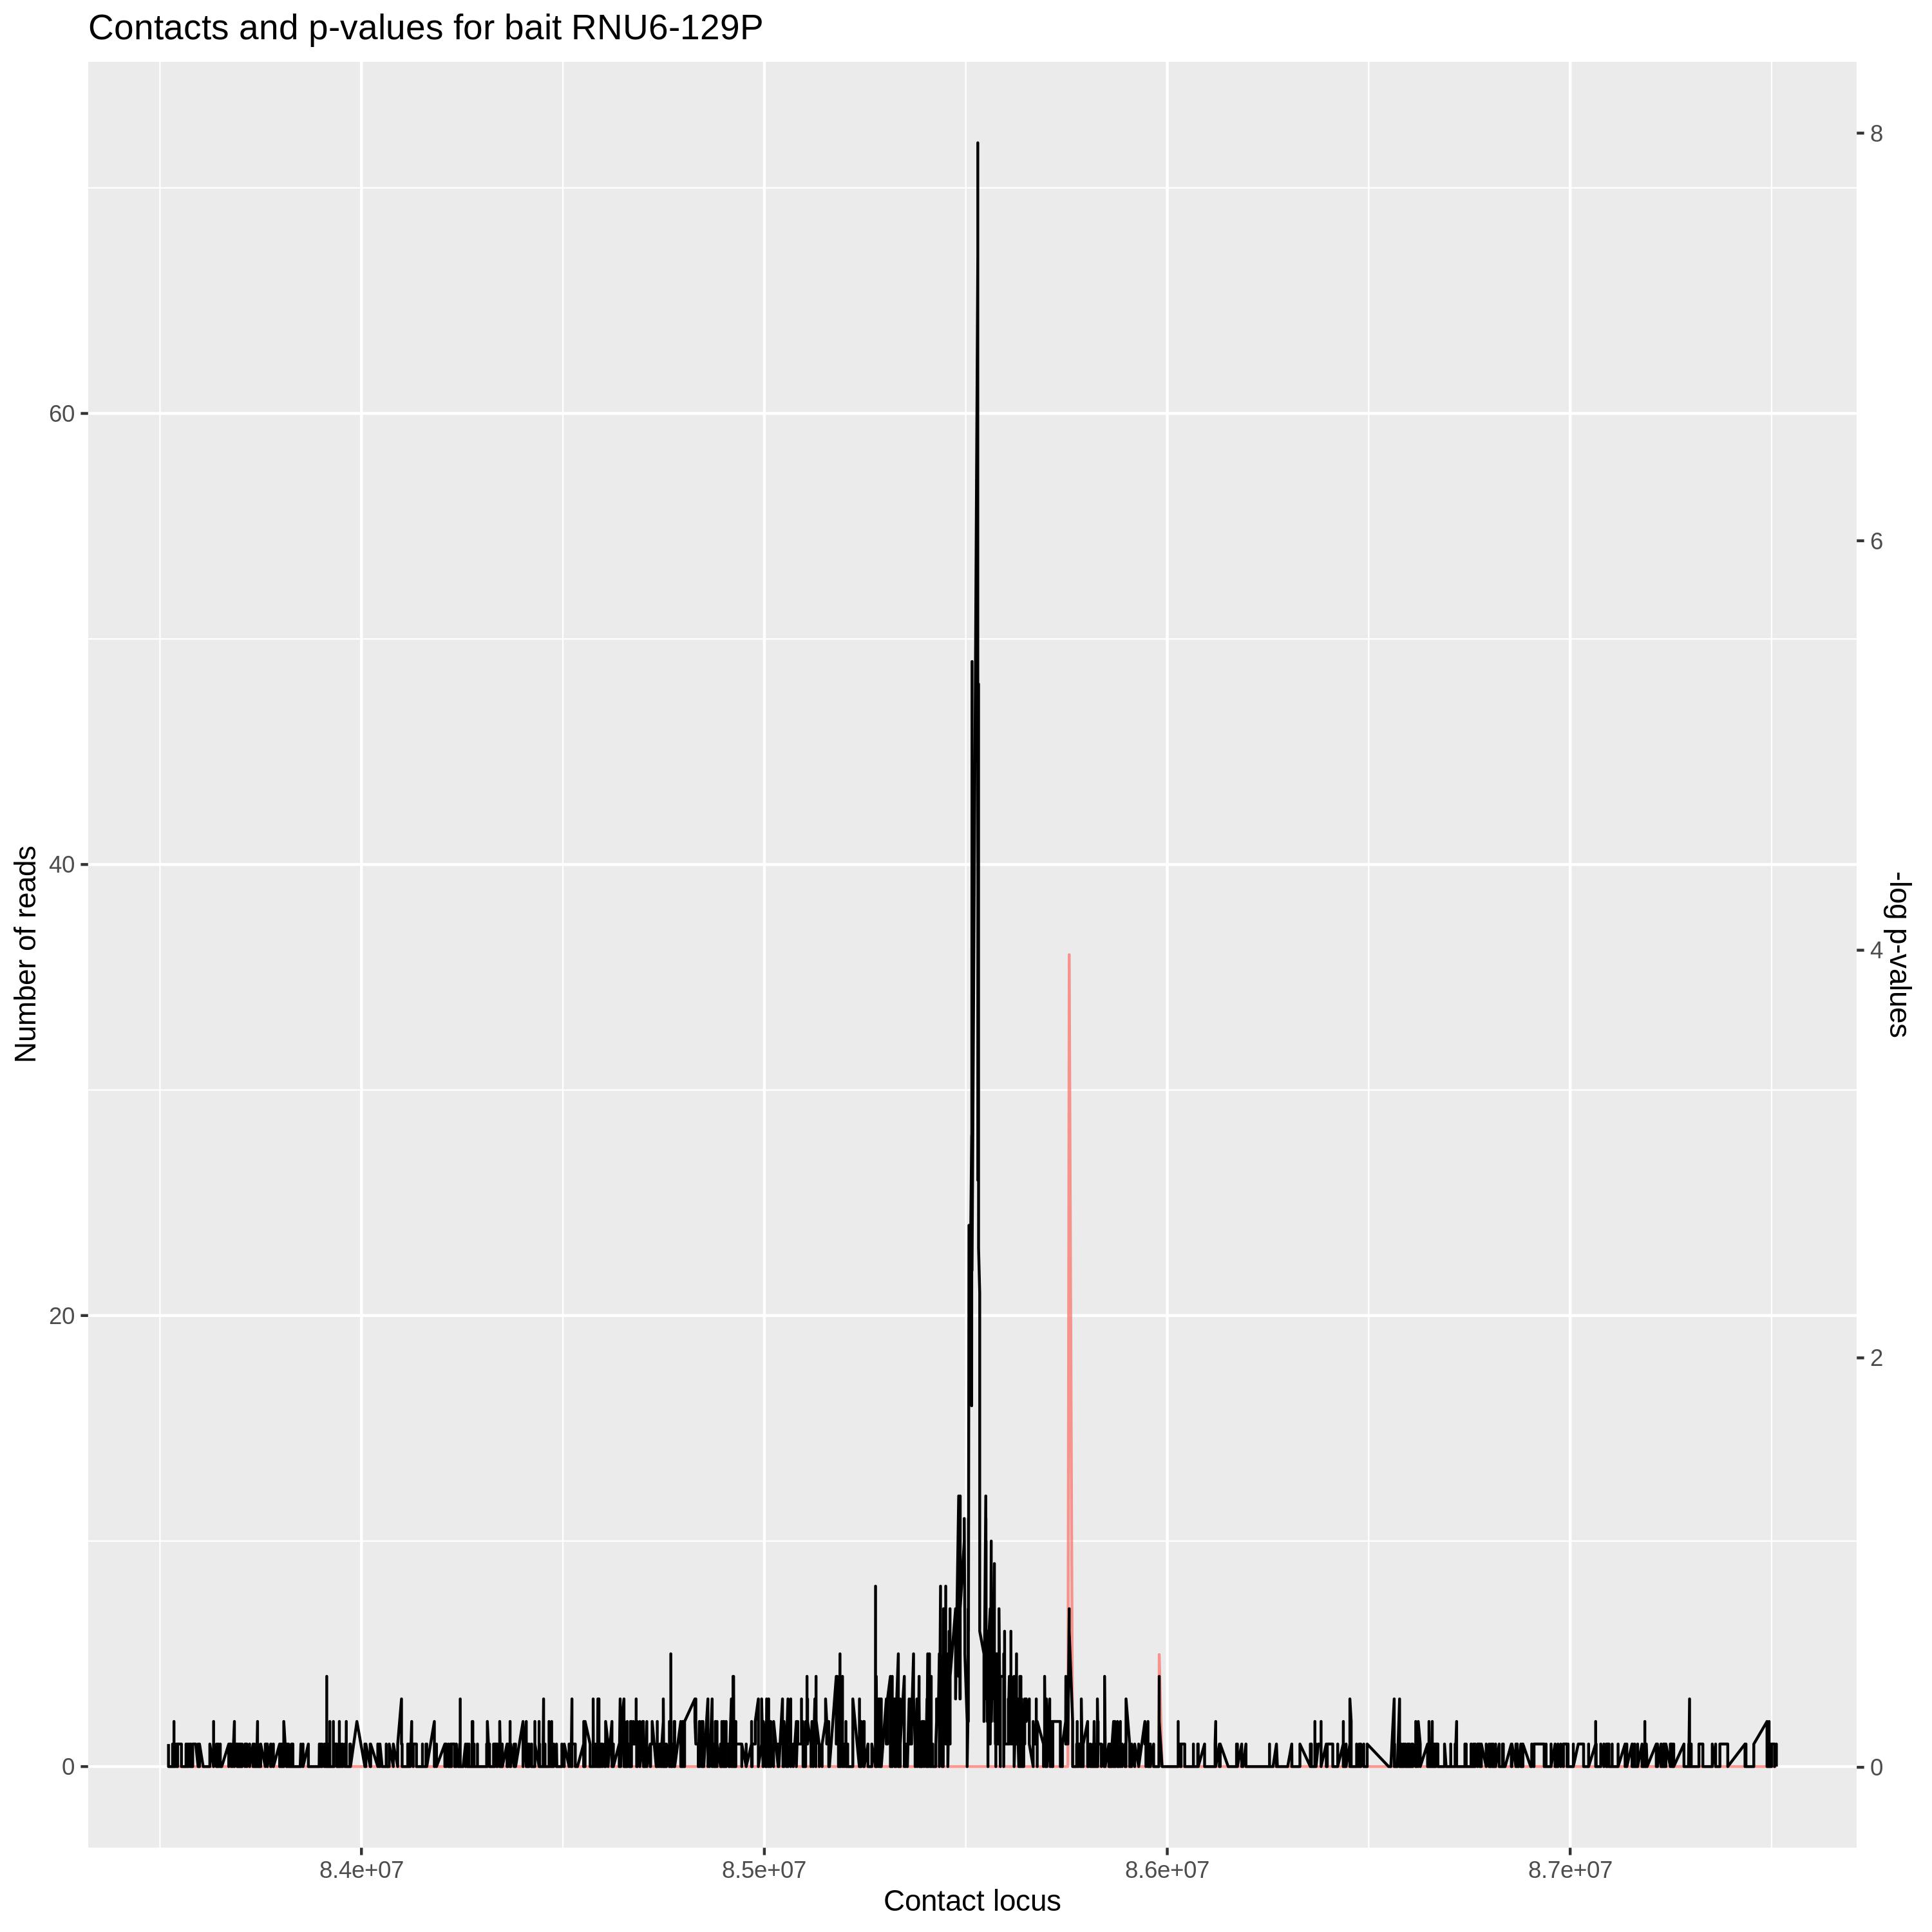 Contacts and p-values for bait RNU6-129P
8
60
6
40
Number of reads
-log p-values
4
20
2
0
0
8.4e+07
8.5e+07
8.6e+07
8.7e+07
Contact locus